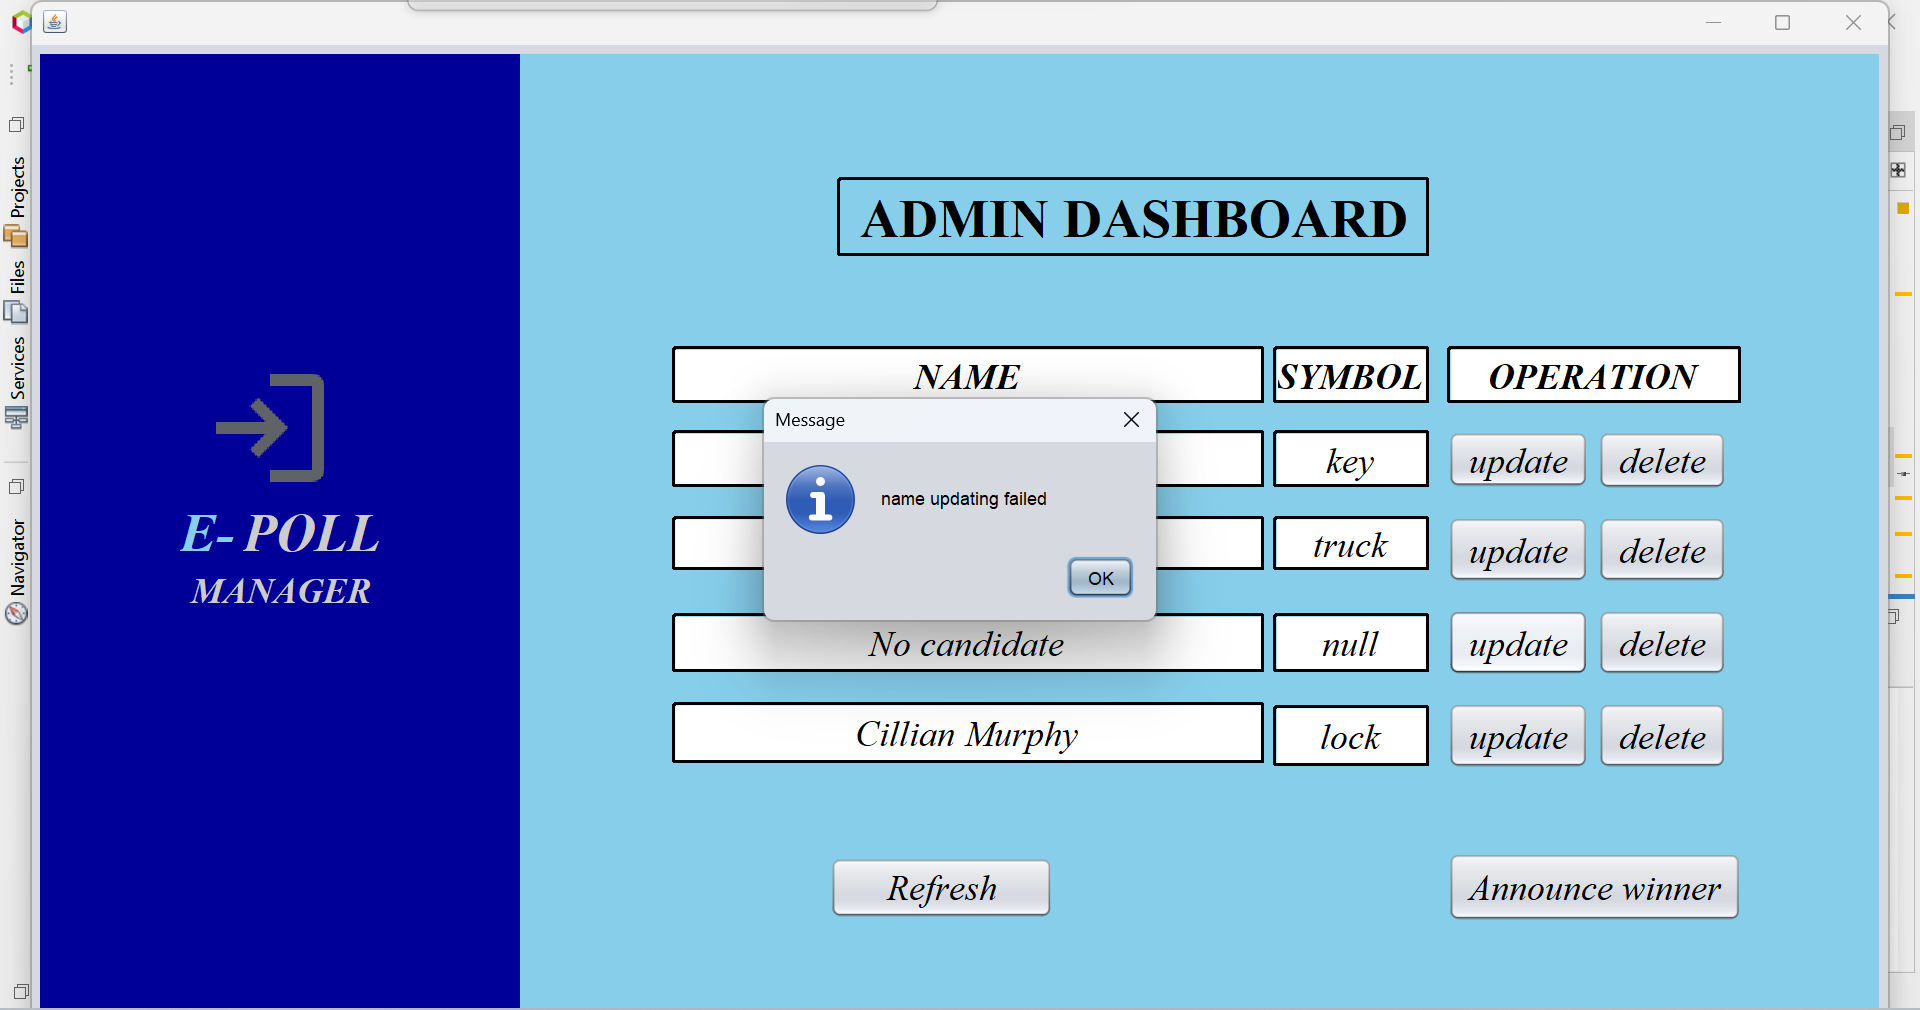 Projects
Files
Services
Navigator
E- POLL
MANAGER
ADMIN DASHBOARD
NAME SYMBOL OPERATION
key update delete
truck update delete
No candidate null update delete
Cillian Murphy lock update delete
Refresh Announce winner
Message
name updating failed
OK